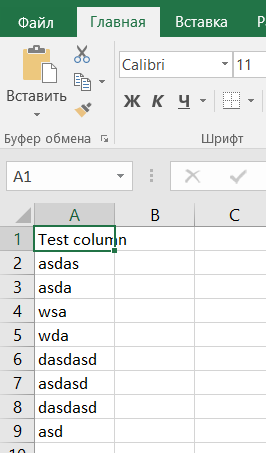 Файл Главная Вставка Р
Вставить
Calibri 11
Ж К Ч
Буфер обмена Шрифт
A1
A B C
1 Test column
2 asdas
3 asda
4 wsa
5 wda
6 dasdasd
7 asdasd
8 dasdasd
9 asd
10